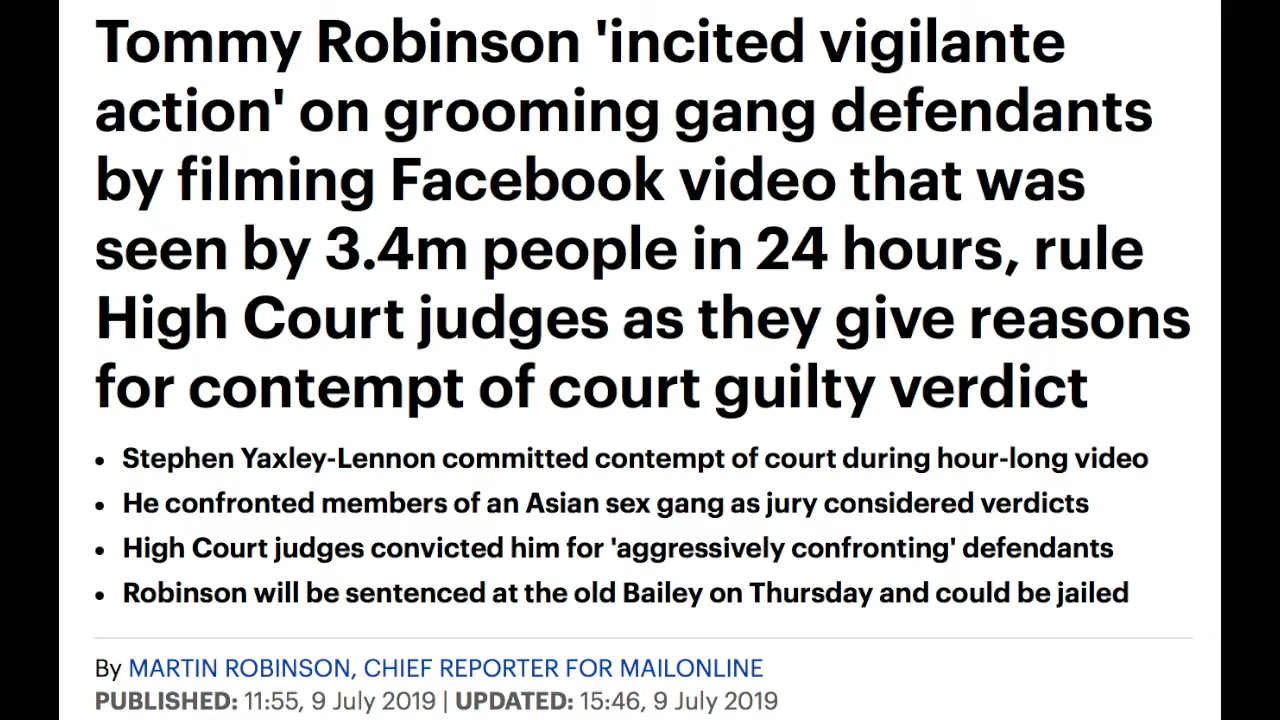 Tommy Robinson 'incited vigilante
action' on grooming gang defendants
by filming Facebook video that was
seen by 3.4m people in 24 hours, rule
High Court judges as they give reasons
for contempt of court guilty verdict
• Stephen Yaxley-Lennon committed contempt of court during hour-long video
• He confronted members of an Asian sex gang as jury considered verdicts
• High Court judges convicted him for 'aggressively confronting' defendants
• Robinson will be sentenced at the old Bailey on Thursday and could be jailed
By MARTIN ROBINSON, CHIEF REPORTER FOR MAILONLINE
PUBLISHED: 11:55, 9 July 2019 | UPDATED: 15:46, 9 July 2019